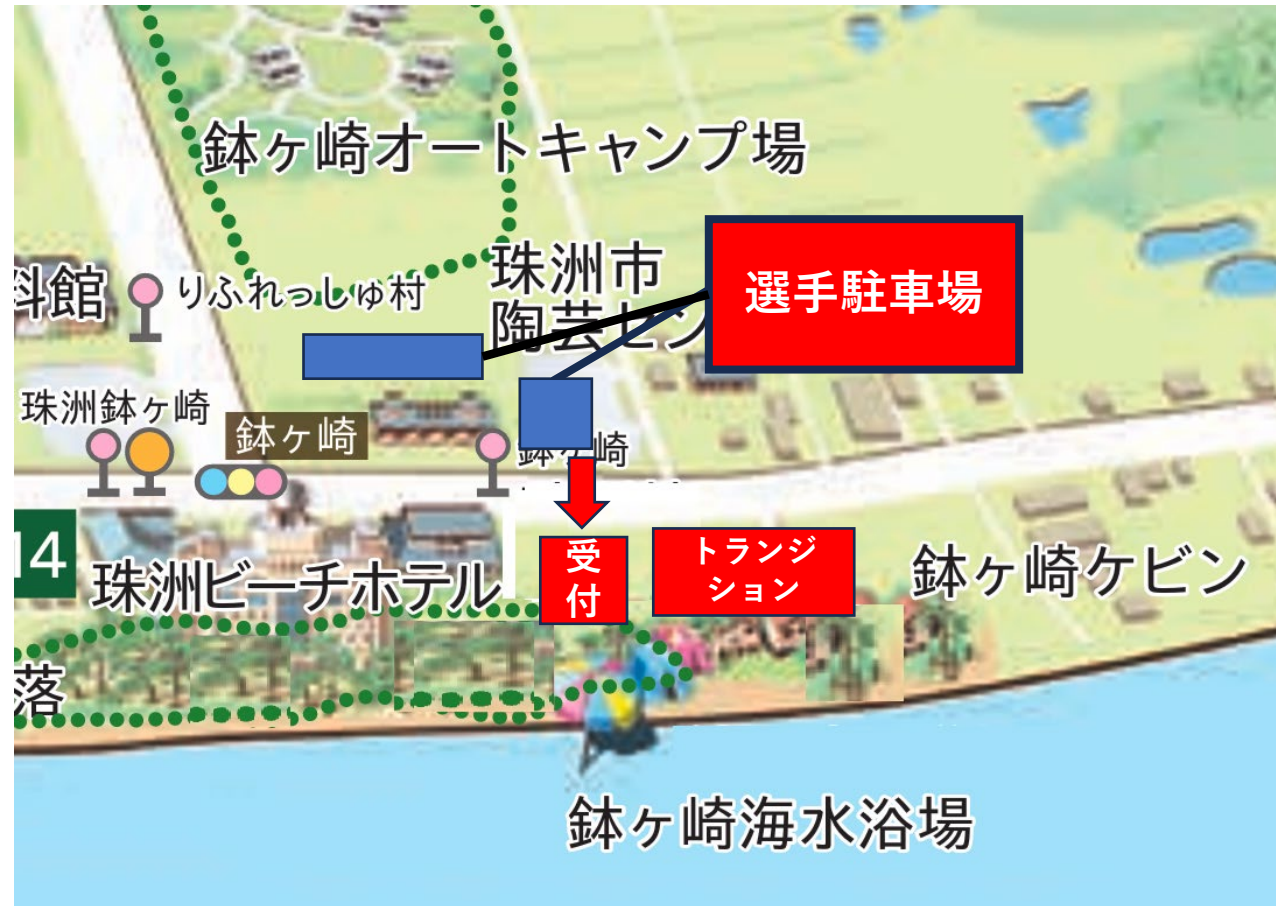 鉢ヶ崎オートキャンプ場
珠洲市
陶芸セン
選手駐車場
料館
りふれっしゅ村
珠洲鉢ヶ崎
鉢ヶ崎
鉢ヶ崎
14
珠洲ビーチホテル
受
付
トランジ
ション
鉢ヶ崎ケビン
落
鉢ヶ崎海水浴場